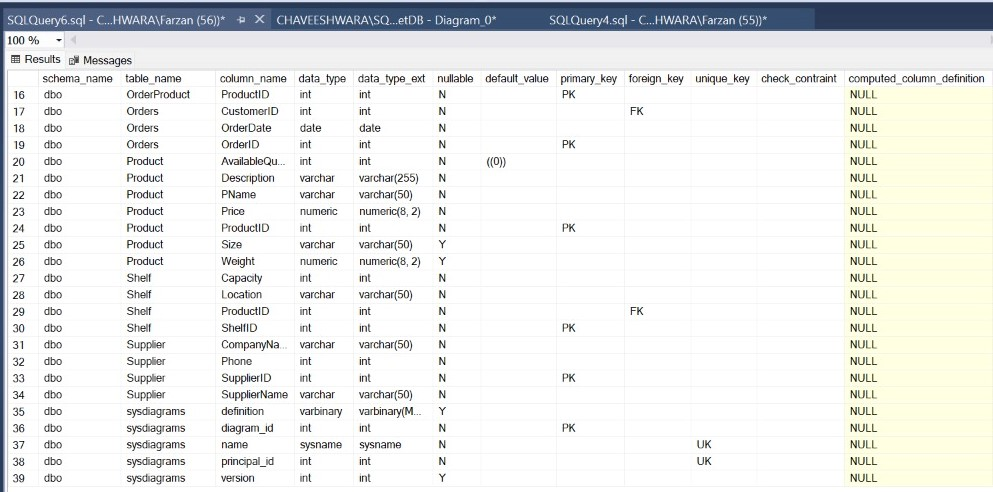 SQLQuery6.sql - C...HWARA\Farzan (56))* CHAVEESHWARA\SQ...etDB - Diagram_0* SQLQuery4.sql - C...HWARA\Farzan (55))*
100 %
Results Messages
schema_name table_name column_name data_type data_type_ext nullable default_value primary_key foreign_key unique_key check_contraint computed_column_definition
16 dbo OrderProduct ProductID int int N PK NULL
17 dbo Orders CustomerID int int N FK NULL
18 dbo Orders OrderDate date date N NULL
19 dbo Orders OrderID int int N PK NULL
20 dbo Product AvailableQu... int int N ((0)) NULL
21 dbo Product Description varchar varchar(255) N NULL
22 dbo Product PName varchar varchar(50) N NULL
23 dbo Product Price numeric numeric(8, 2) N NULL
24 dbo Product ProductID int int N PK NULL
25 dbo Product Size varchar varchar(50) Y NULL
26 dbo Product Weight numeric numeric(8, 2) Y NULL
27 dbo Shelf Capacity int int N NULL
28 dbo Shelf Location varchar varchar(50) N NULL
29 dbo Shelf ProductID int int N FK NULL
30 dbo Shelf ShelfID int int N PK NULL
31 dbo Supplier CompanyNa... varchar varchar(50) N NULL
32 dbo Supplier Phone int int N NULL
33 dbo Supplier SupplierID int int N PK NULL
34 dbo Supplier SupplierName varchar varchar(50) N NULL
35 dbo sysdiagrams definition varbinary varbinary(M... Y NULL
36 dbo sysdiagrams diagram_id int int N PK NULL
37 dbo sysdiagrams name sysname sysname N UK NULL
38 dbo sysdiagrams principal_id int int N UK NULL
39 dbo sysdiagrams version int int Y NULL